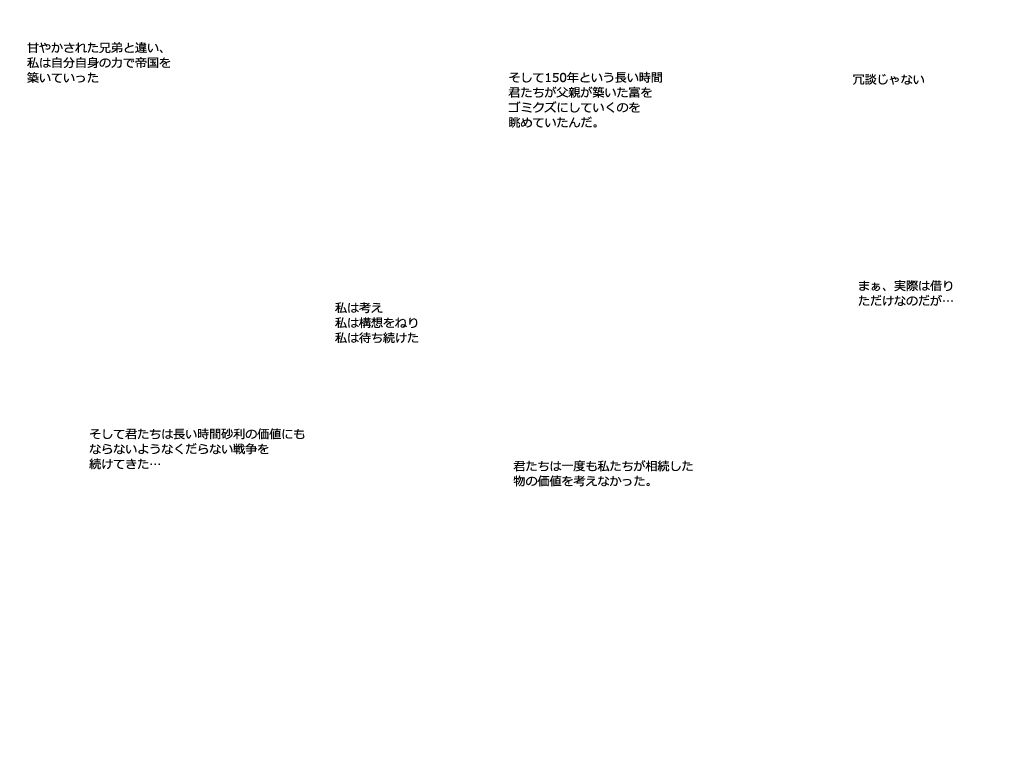 甘やかされた兄弟と違い、
私は自分自身の力で帝国を
築いていった
私は考え
私は構想をねり
私は待ち続けた
そして君たちは長い時間砂利の価値にも
ならないようなくだらない戦争を
続けてきた…
そして150年という長い時間
君たちが父親が築いた富を
ゴミクズにしていくのを
眺めていたんだ。
君たちは一度も私たちが相続した
物の価値を考えなかった。
冗談じゃない
まぁ、実際は借り
ただけなのだが…